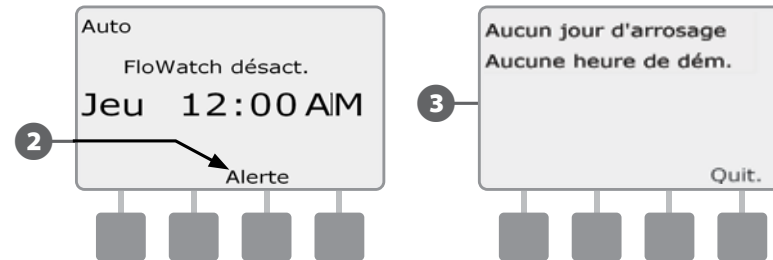 Auto
FloWatch désact.
Jeu 12:00 AM
2
Alerte
Aucun jour d'arrosage
Aucune heure de dém.
3
Quit.